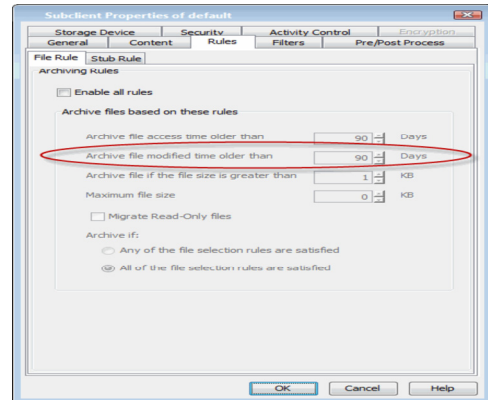 Subclient Properties of default
Storage Device Security Activity Control Encryption
General Content Rules Filters Pre/Post Process
File Rule Stub Rule
Archiving Rules
Enable all rules
Archive files based on these rules
Archive file access time older than 90 Days
Archive file modified time older than 90 Days
Archive file if the file size is greater than 1 KB
Maximum file size 0 KB
Migrate Read-Only files
Archive if:
Any of the file selection rules are satisfied
All of the file selection rules are satisfied
OK Cancel Help